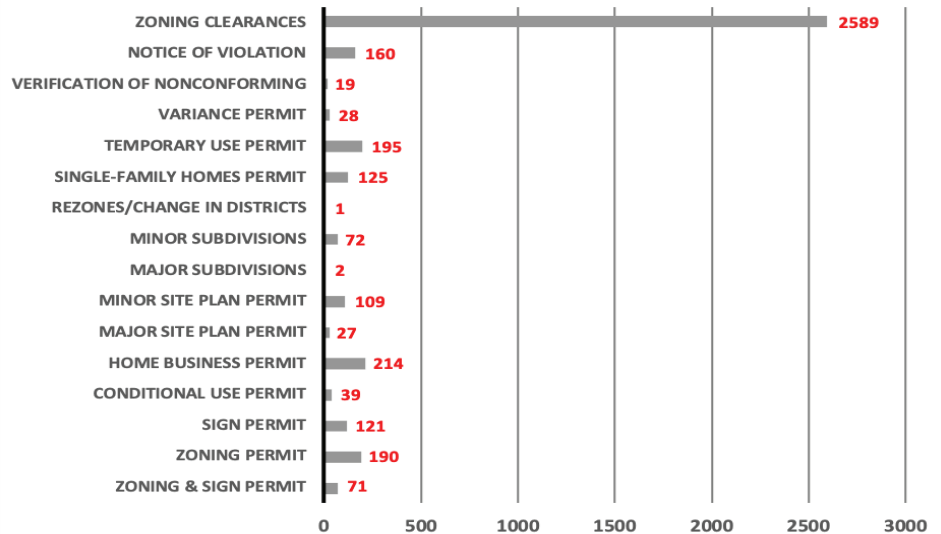 ZONING CLEARANCES 2589
NOTICE OF VIOLATION 160
VERIFICATION OF NONCONFORMING 19
VARIANCE PERMIT 28
TEMPORARY USE PERMIT 195
SINGLE-FAMILY HOMES PERMIT 125
REZONES/CHANGE IN DISTRICTS 1
MINOR SUBDIVISIONS 72
MAJOR SUBDIVISIONS 2
MINOR SITE PLAN PERMIT 109
MAJOR SITE PLAN PERMIT 27
HOME BUSINESS PERMIT 214
CONDITIONAL USE PERMIT 39
SIGN PERMIT 121
ZONING PERMIT 190
ZONING & SIGN PERMIT 71
0 500 1000 1500 2000 2500 3000